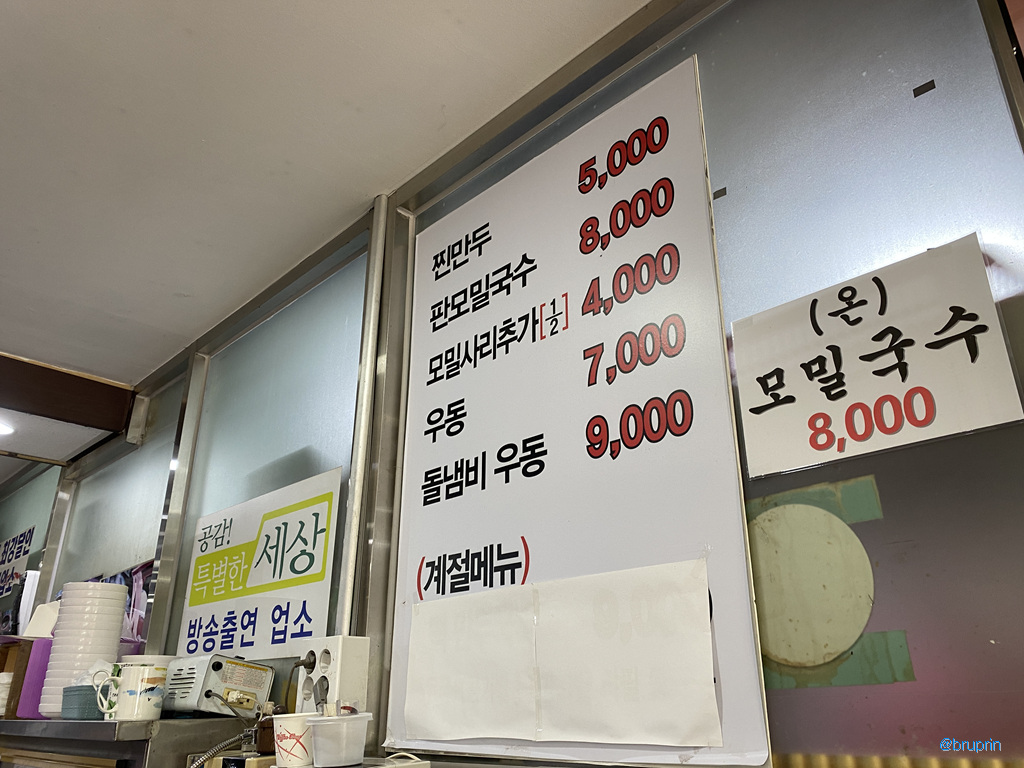 찐만두 5,000
판모밀국수 8,000
모밀사리추가[½] 4,000
우동 7,000
돌냄비 우동 9,000
(계절메뉴)
(온)
모밀국수
8,000
공감!
특별한 세상
방송출연 업소
@bruprin